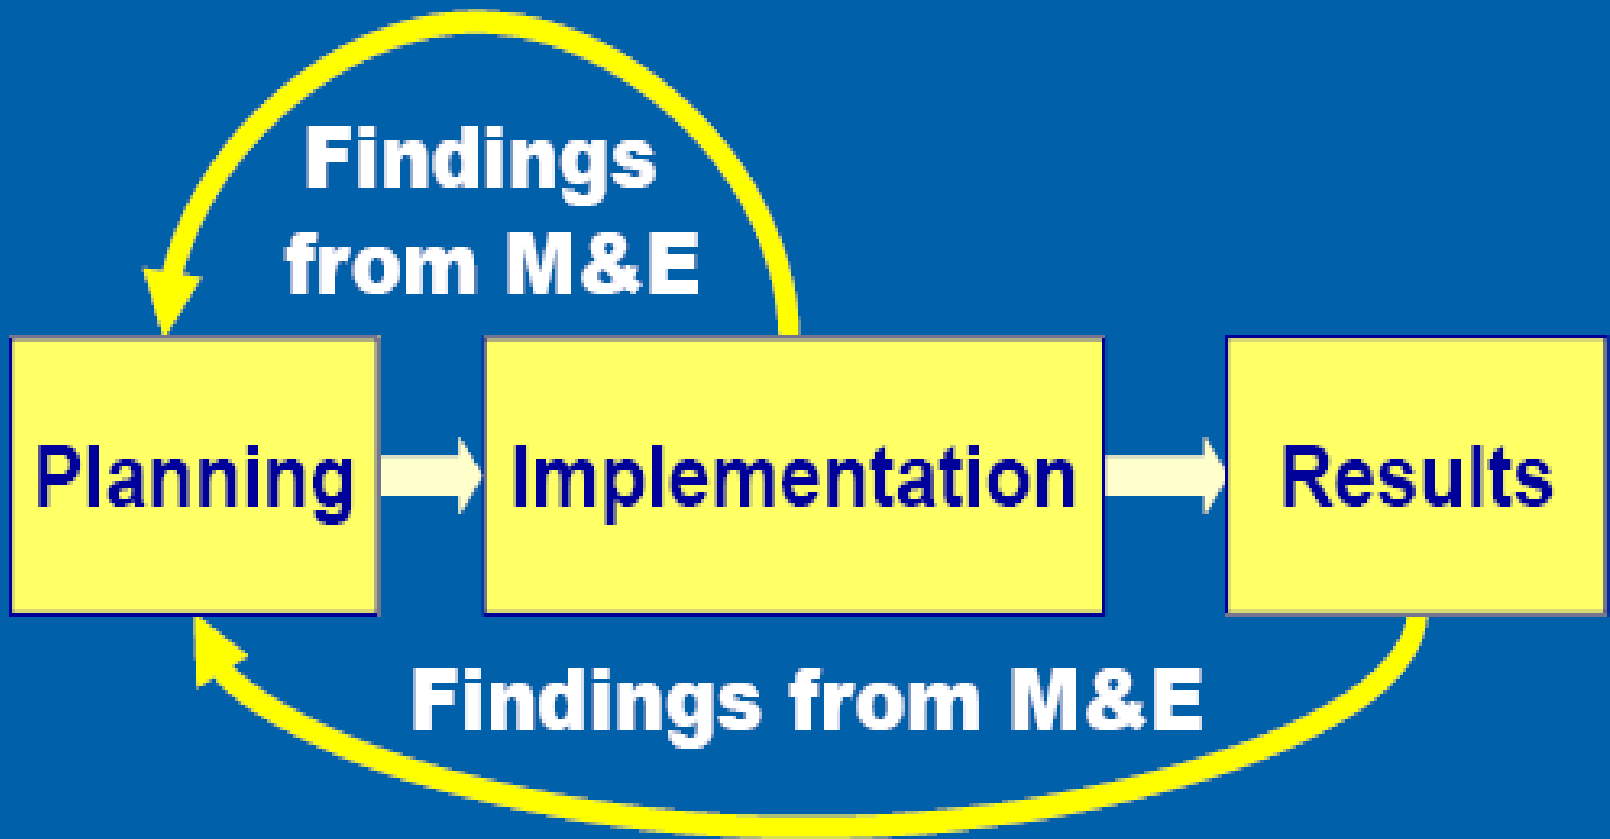 Findings
from M&E
Planning
Implementation
Results
Findings from M&E